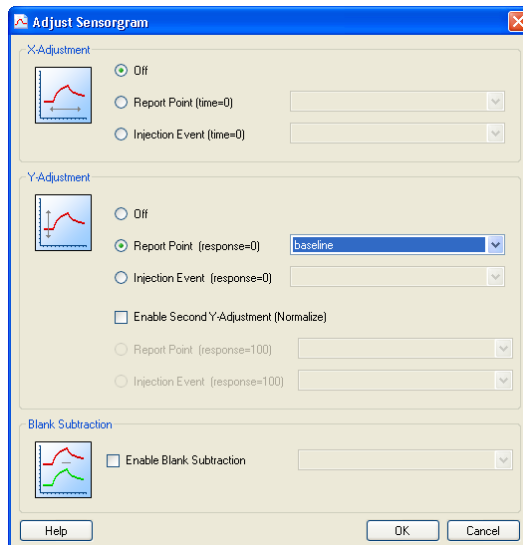 Adjust Sensorgram
X-Adjustment
Off
Report Point (time=0)
Injection Event (time=0)
Y-Adjustment
Off
Report Point (response=0) baseline
Injection Event (response=0)
Enable Second Y-Adjustment (Normalize)
Report Point (response=100)
Injection Event (response=100)
Blank Subtraction
Enable Blank Subtraction
Help OK Cancel